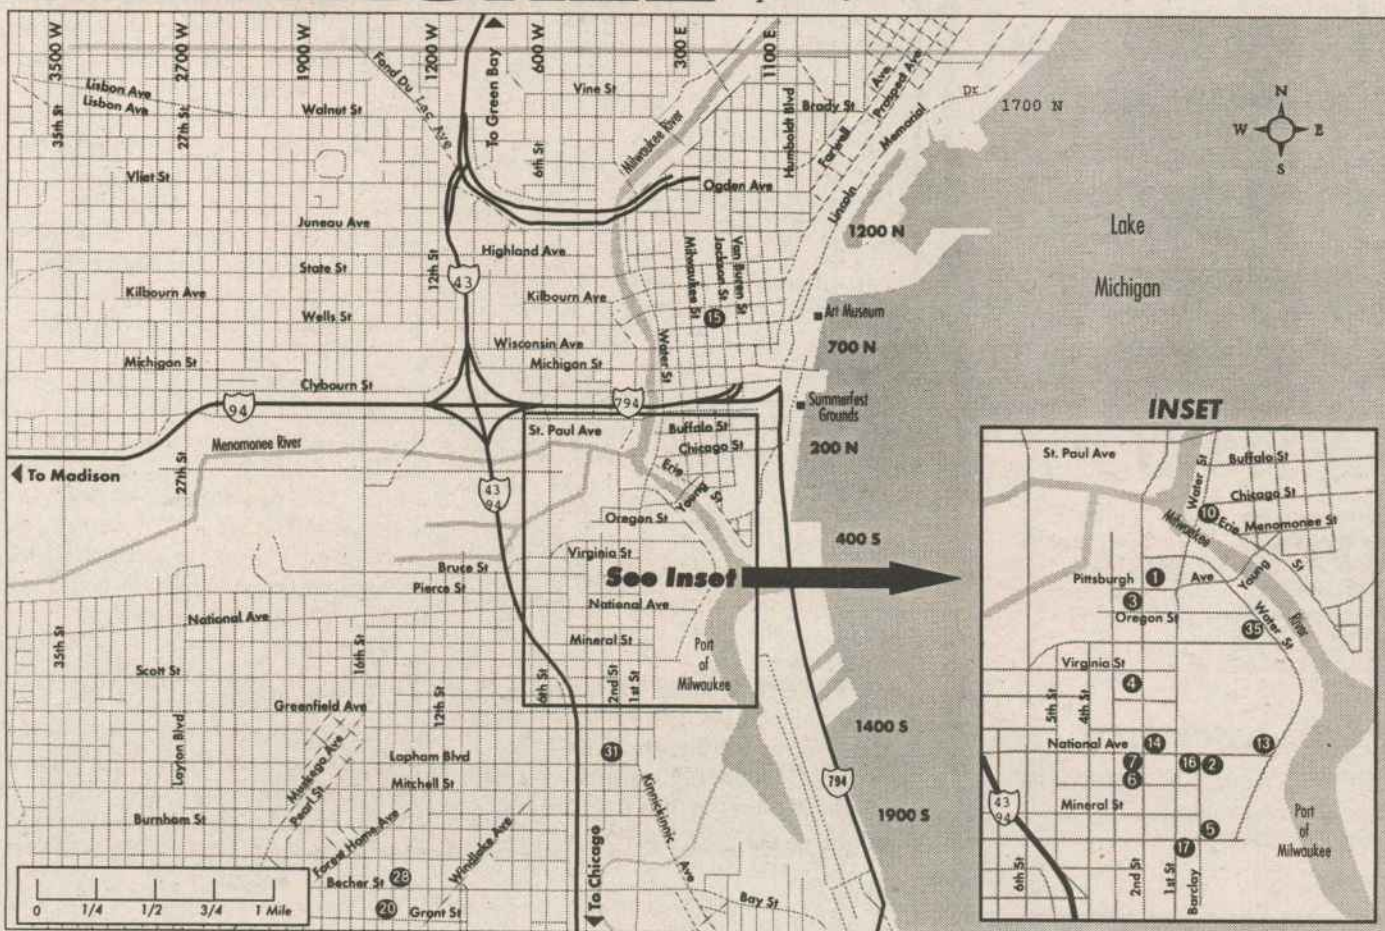 3500 W
2700 W
1900 W
1200 W
600 W
300 E
1100 E
To Green Bay
Fond Du Lac Ave
Lisbon Ave
Lisbon Ave
Walnut St
Vine St
Brady St
Humboldt Blvd
Farwell Ave
Prospect Ave
Lincoln Memorial Dr
1700 N
N
W E
S
35th St
27th St
6th St
Milwaukee River
Vliet St
Ogden Ave
Juneau Ave
Highland Ave
1200 N
Lake
Michigan
State St
12th St
43
Milwaukee St
Jackson St
Van Buren St
Kilbourn Ave
Kilbourn Ave
Wells St
15
Art Museum
Wisconsin Ave
Water St
700 N
Michigan St
Michigan St
Clybourn St
94
794
Summerfest
Grounds
INSET
St. Paul Ave
Buffalo St
Menomonee River
Chicago St
200 N
To Madison
27th St
43
94
Erie St
Young
Oregon St
400 S
Virginia St
Bruce St
See Inset
Pierce St
National Ave
National Ave
Mineral St
35th St
16th St
Scott St
Port
of
Milwaukee
6th St
2nd St
1st St
Greenfield Ave
12th St
1400 S
Layton Blvd
Muskego Ave
Pearl St
Lapham Blvd
31
Mitchell St
794
Kinnickinnic Ave
Burnham St
1900 S
Forest Home Ave
Windlake Ave
To Chicago
Becher St
28
20
Grant St
Bay St
0 1/4 1/2 3/4 1 Mile
St. Paul Ave
Water St
Buffalo St
Chicago St
10
Erie St
Menomonee St
Milwaukee River
Pittsburgh Ave
1
Young
3
Oregon St
Water St
35
Virginia St
4
5th St
4th St
National Ave
14
13
7
16
2
6
43
94
Mineral St
5
17
Port
of
Milwaukee
6th St
2nd St
1st St
Barclay